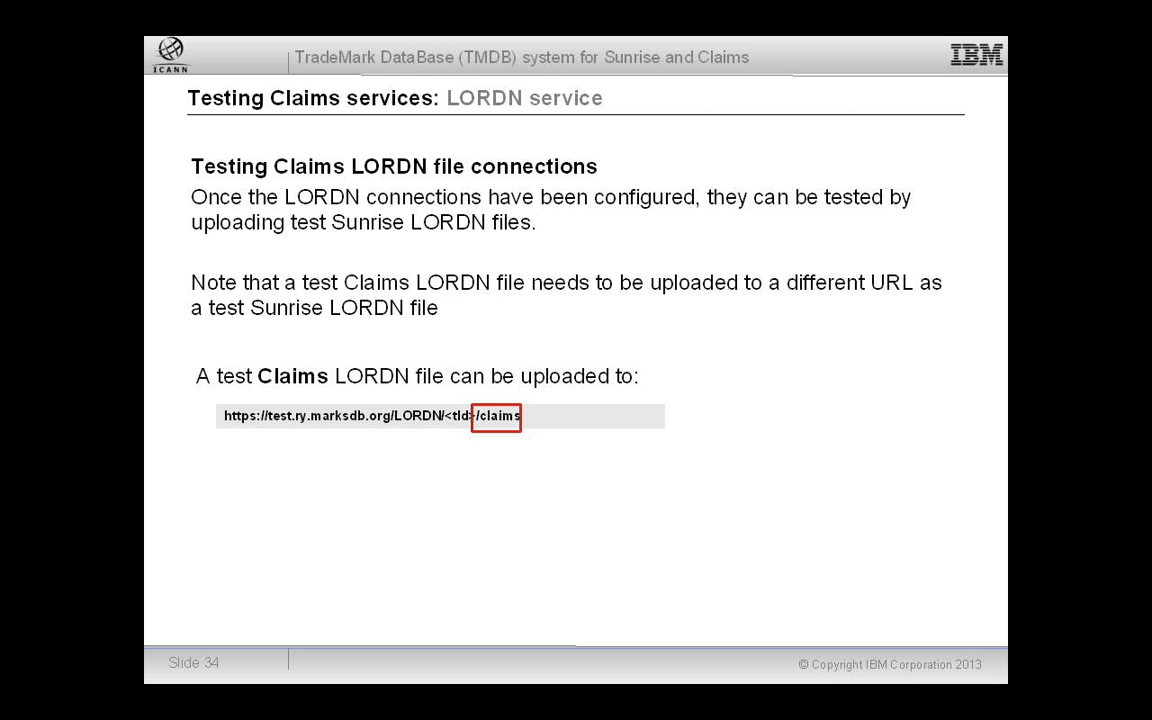 ICANN
TradeMark DataBase (TMDB) system for Sunrise and Claims
IBM
Testing Claims services: LORDN service
Testing Claims LORDN file connections
Once the LORDN connections have been configured, they can be tested by
uploading test Sunrise LORDN files.
Note that a test Claims LORDN file needs to be uploaded to a different URL as
a test Sunrise LORDN file
A test Claims LORDN file can be uploaded to:
https://test.ry.marksdb.org/LORDN/<tld>/claims
Slide 34
© Copyright IBM Corporation 2013